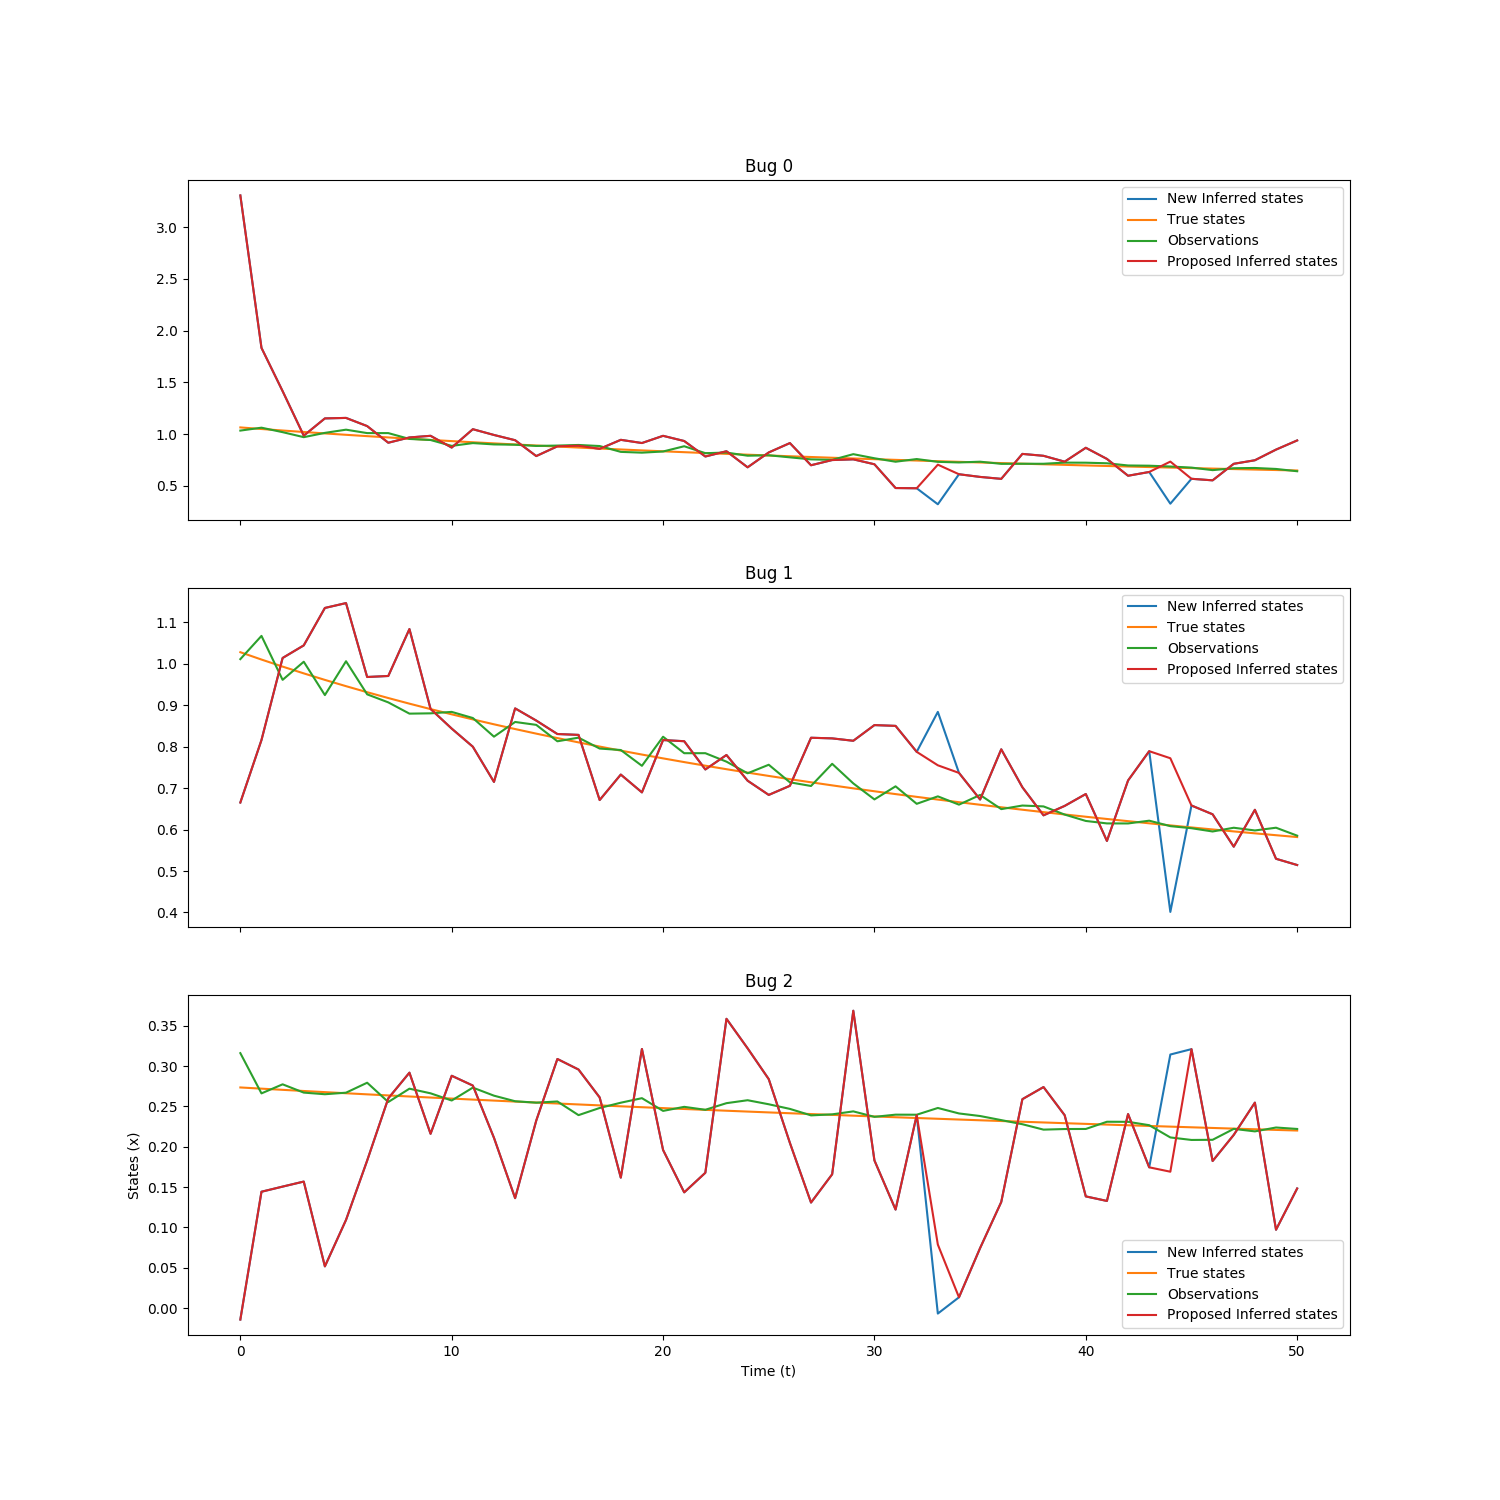 Bug 0
3.0
2.5
2.0
1.5
1.0
0.5
New Inferred states
True states
Observations
Proposed Inferred states
Bug 1
1.1
1.0
0.9
0.8
0.7
0.6
0.5
0.4
New Inferred states
True states
Observations
Proposed Inferred states
Bug 2
0.35
0.30
0.25
0.20
0.15
0.10
0.05
0.00
States (x)
New Inferred states
True states
Observations
Proposed Inferred states
0 10 20 30 40 50
Time (t)